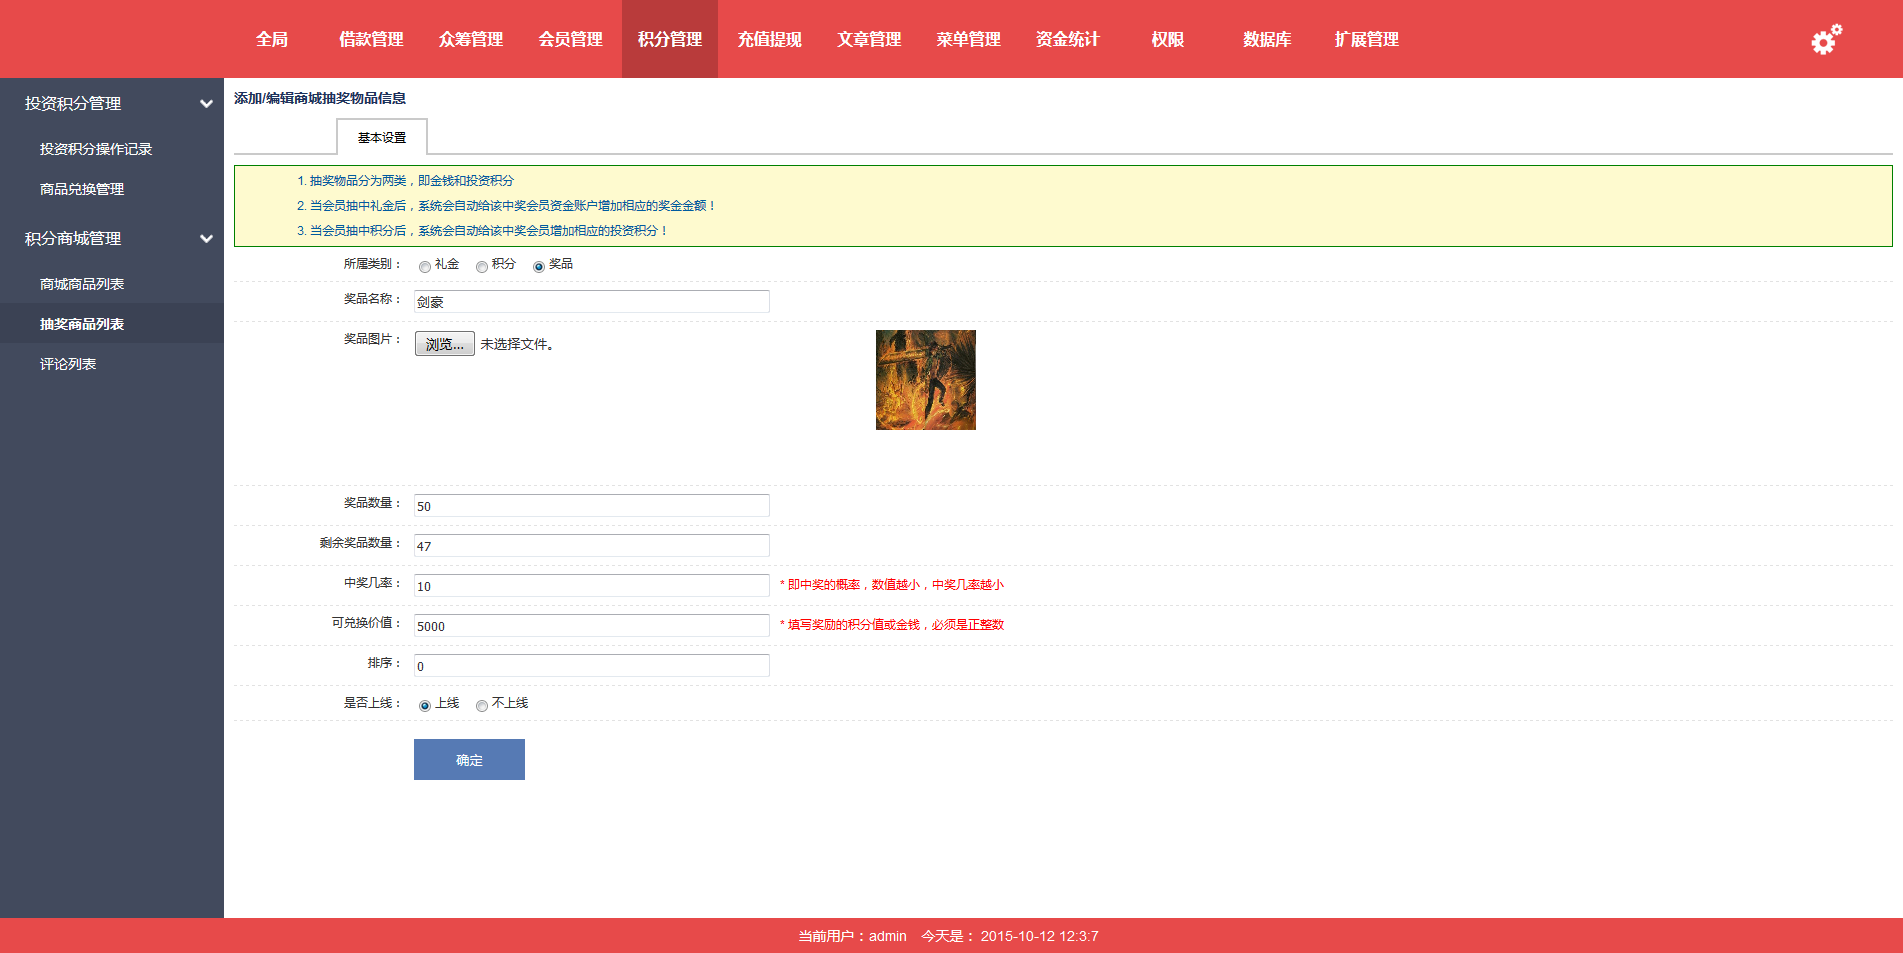 全局 借款管理 众筹管理 会员管理 积分管理 充值提现 文章管理 菜单管理 资金统计 权限 数据库 扩展管理
投资积分管理
投资积分操作记录
商品兑换管理
积分商城管理
商城商品列表
抽奖商品列表
评论列表
添加/编辑商城抽奖物品信息
基本设置
1. 抽奖物品分为两类，即金钱和投资积分
2. 当会员抽中礼金后，系统会自动给该中奖会员资金账户增加相应的奖金金额！
3. 当会员抽中积分后，系统会自动给该中奖会员增加相应的投资积分！
所属类别： 礼金 积分 奖品
奖品名称： 剑豪
奖品图片： 浏览... 未选择文件。
奖品数量： 50
剩余奖品数量： 47
中奖几率： 10 * 即中奖的概率，数值越小，中奖几率越小
可兑换价值： 5000 * 填写奖励的积分值或金钱，必须是正整数
排序： 0
是否上线： 上线 不上线
确定
当前用户：admin 今天是： 2015-10-12 12:3:7